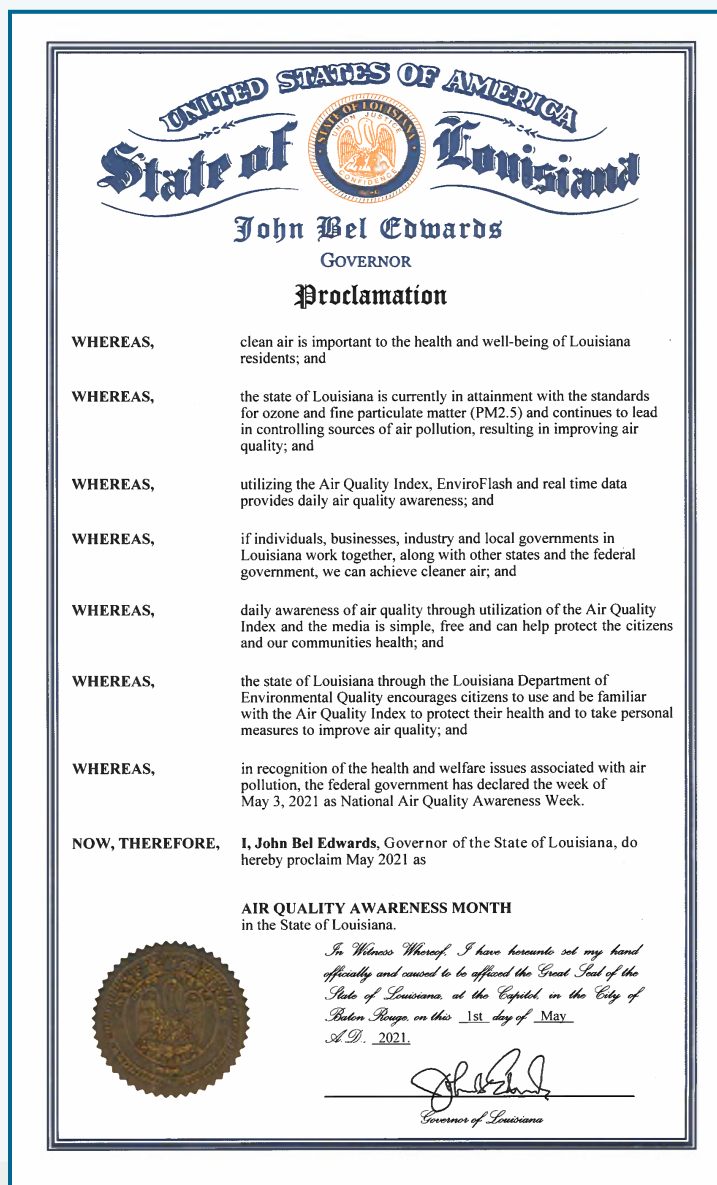 UNITED STATES OF AMERICA
State of Louisiana
STATE OF LOUISIANA
UNION JUSTICE
CONFIDENCE
John Bel Edwards
GOVERNOR
Proclamation
WHEREAS, clean air is important to the health and well-being of Louisiana
residents; and
WHEREAS, the state of Louisiana is currently in attainment with the standards
for ozone and fine particulate matter (PM2.5) and continues to lead
in controlling sources of air pollution, resulting in improving air
quality; and
WHEREAS, utilizing the Air Quality Index, EnviroFlash and real time data
provides daily air quality awareness; and
WHEREAS, if individuals, businesses, industry and local governments in
Louisiana work together, along with other states and the federal
government, we can achieve cleaner air; and
WHEREAS, daily awareness of air quality through utilization of the Air Quality
Index and the media is simple, free and can help protect the citizens
and our communities health; and
WHEREAS, the state of Louisiana through the Louisiana Department of
Environmental Quality encourages citizens to use and be familiar
with the Air Quality Index to protect their health and to take personal
measures to improve air quality; and
WHEREAS, in recognition of the health and welfare issues associated with air
pollution, the federal government has declared the week of
May 3, 2021 as National Air Quality Awareness Week.
NOW, THEREFORE, I, John Bel Edwards, Governor of the State of Louisiana, do
hereby proclaim May 2021 as
AIR QUALITY AWARENESS MONTH
in the State of Louisiana.
In Witness Whereof, I have hereunto set my hand
officially and caused to be affixed the Great Seal of the
State of Louisiana, at the Capitol, in the City of
Baton Rouge, on this 1st day of May
A.D. 2021.
Governor of Louisiana